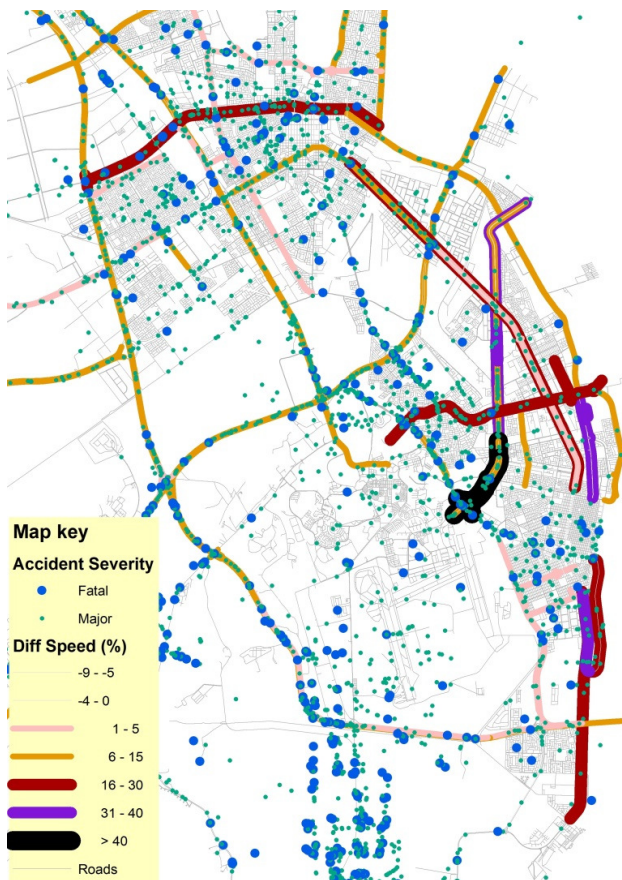 Map key
Accident Severity
Fatal
Major
Diff Speed (%)
-9 - -5
-4 - 0
1 - 5
6 - 15
16 - 30
31 - 40
> 40
Roads